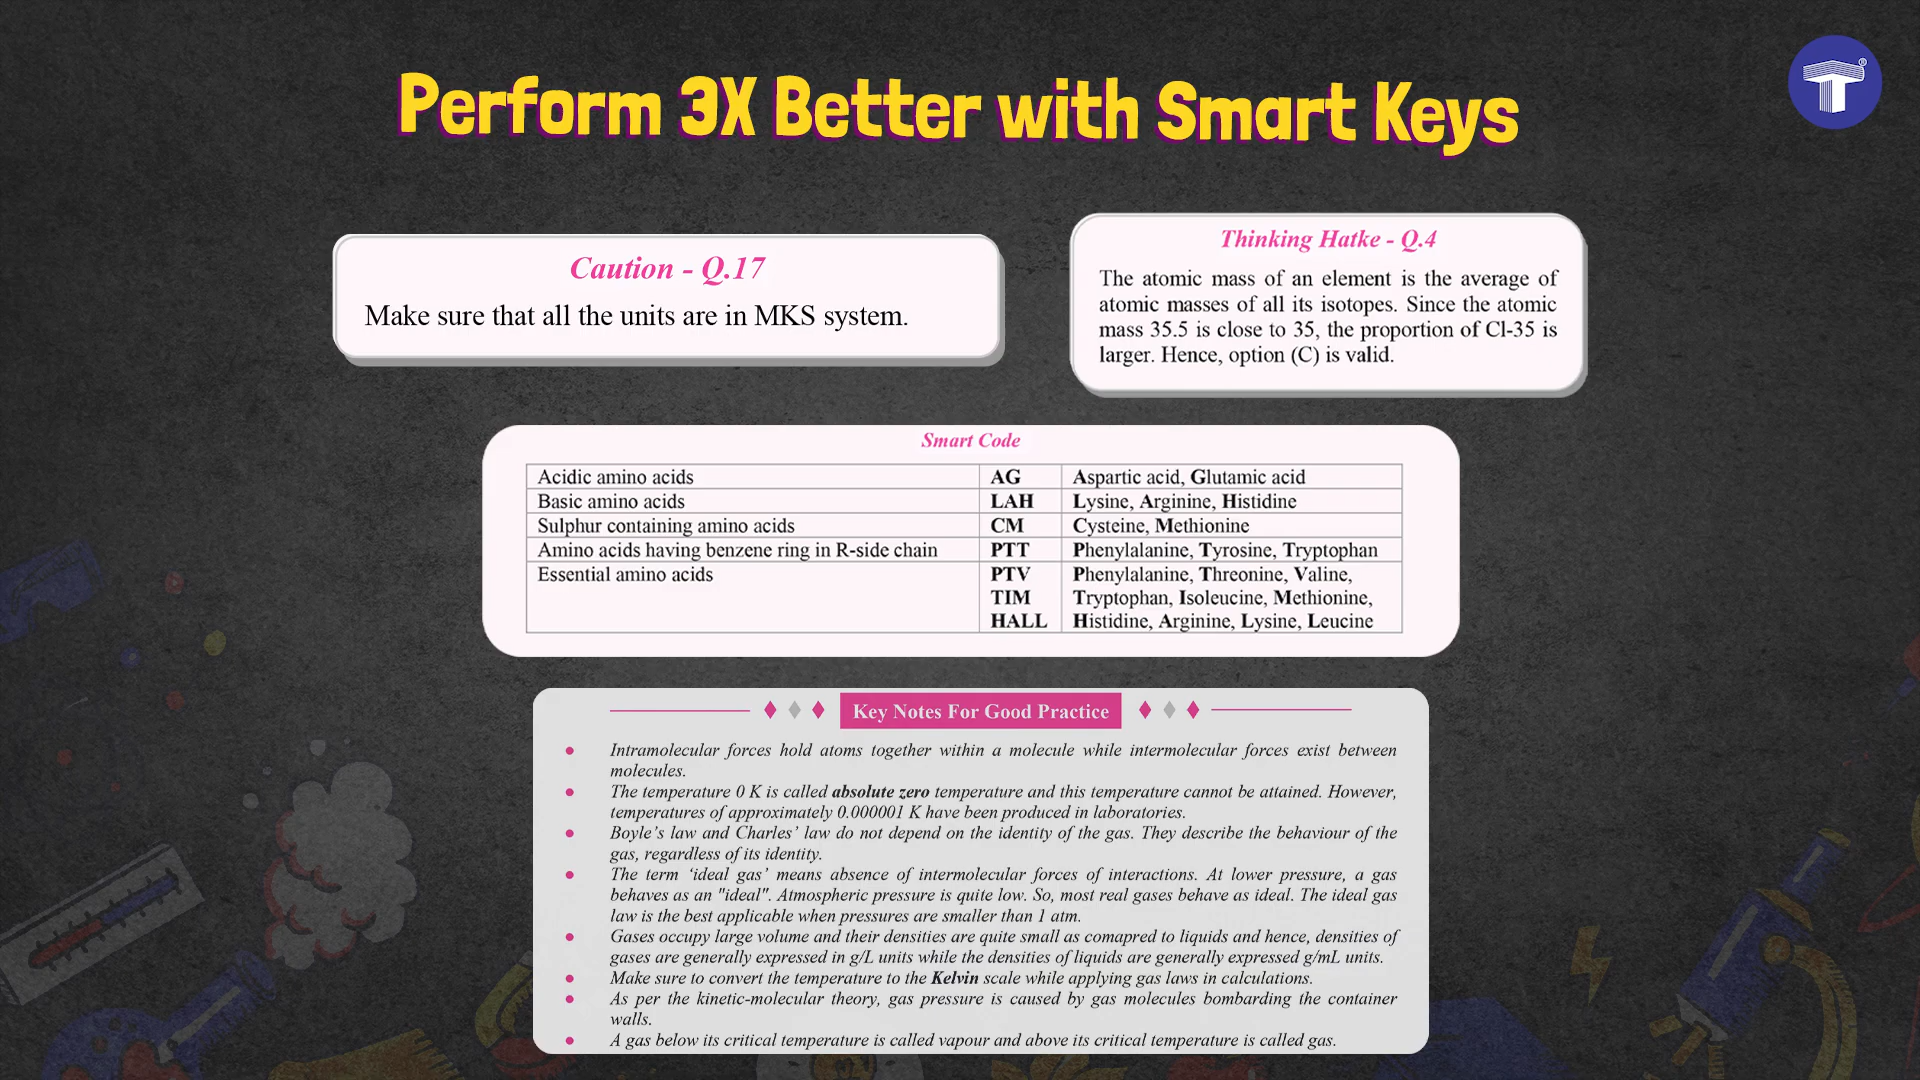 Perform 3X Better with Smart Keys
T®
Caution - Q.17
Make sure that all the units are in MKS system.
Thinking Hatke - Q.4
The atomic mass of an element is the average of
atomic masses of all its isotopes. Since the atomic
mass 35.5 is close to 35, the proportion of Cl-35 is
larger. Hence, option (C) is valid.
Smart Code
Acidic amino acids AG Aspartic acid, Glutamic acid
Basic amino acids LAH Lysine, Arginine, Histidine
Sulphur containing amino acids CM Cysteine, Methionine
Amino acids having benzene ring in R-side chain PTT Phenylalanine, Tyrosine, Tryptophan
Essential amino acids PTV Phenylalanine, Threonine, Valine,
TIM Tryptophan, Isoleucine, Methionine,
HALL Histidine, Arginine, Lysine, Leucine
Key Notes For Good Practice
• Intramolecular forces hold atoms together within a molecule while intermolecular forces exist between
molecules.
• The temperature 0 K is called absolute zero temperature and this temperature cannot be attained. However,
temperatures of approximately 0.000001 K have been produced in laboratories.
• Boyle's law and Charles' law do not depend on the identity of the gas. They describe the behaviour of the
gas, regardless of its identity.
• The term ‘ideal gas’ means absence of intermolecular forces of interactions. At lower pressure, a gas
behaves as an "ideal". Atmospheric pressure is quite low. So, most real gases behave as ideal. The ideal gas
law is the best applicable when pressures are smaller than 1 atm.
• Gases occupy large volume and their densities are quite small as comapred to liquids and hence, densities of
gases are generally expressed in g/L units while the densities of liquids are generally expressed g/mL units.
• Make sure to convert the temperature to the Kelvin scale while applying gas laws in calculations.
• As per the kinetic-molecular theory, gas pressure is caused by gas molecules bombarding the container
walls.
• A gas below its critical temperature is called vapour and above its critical temperature is called gas.